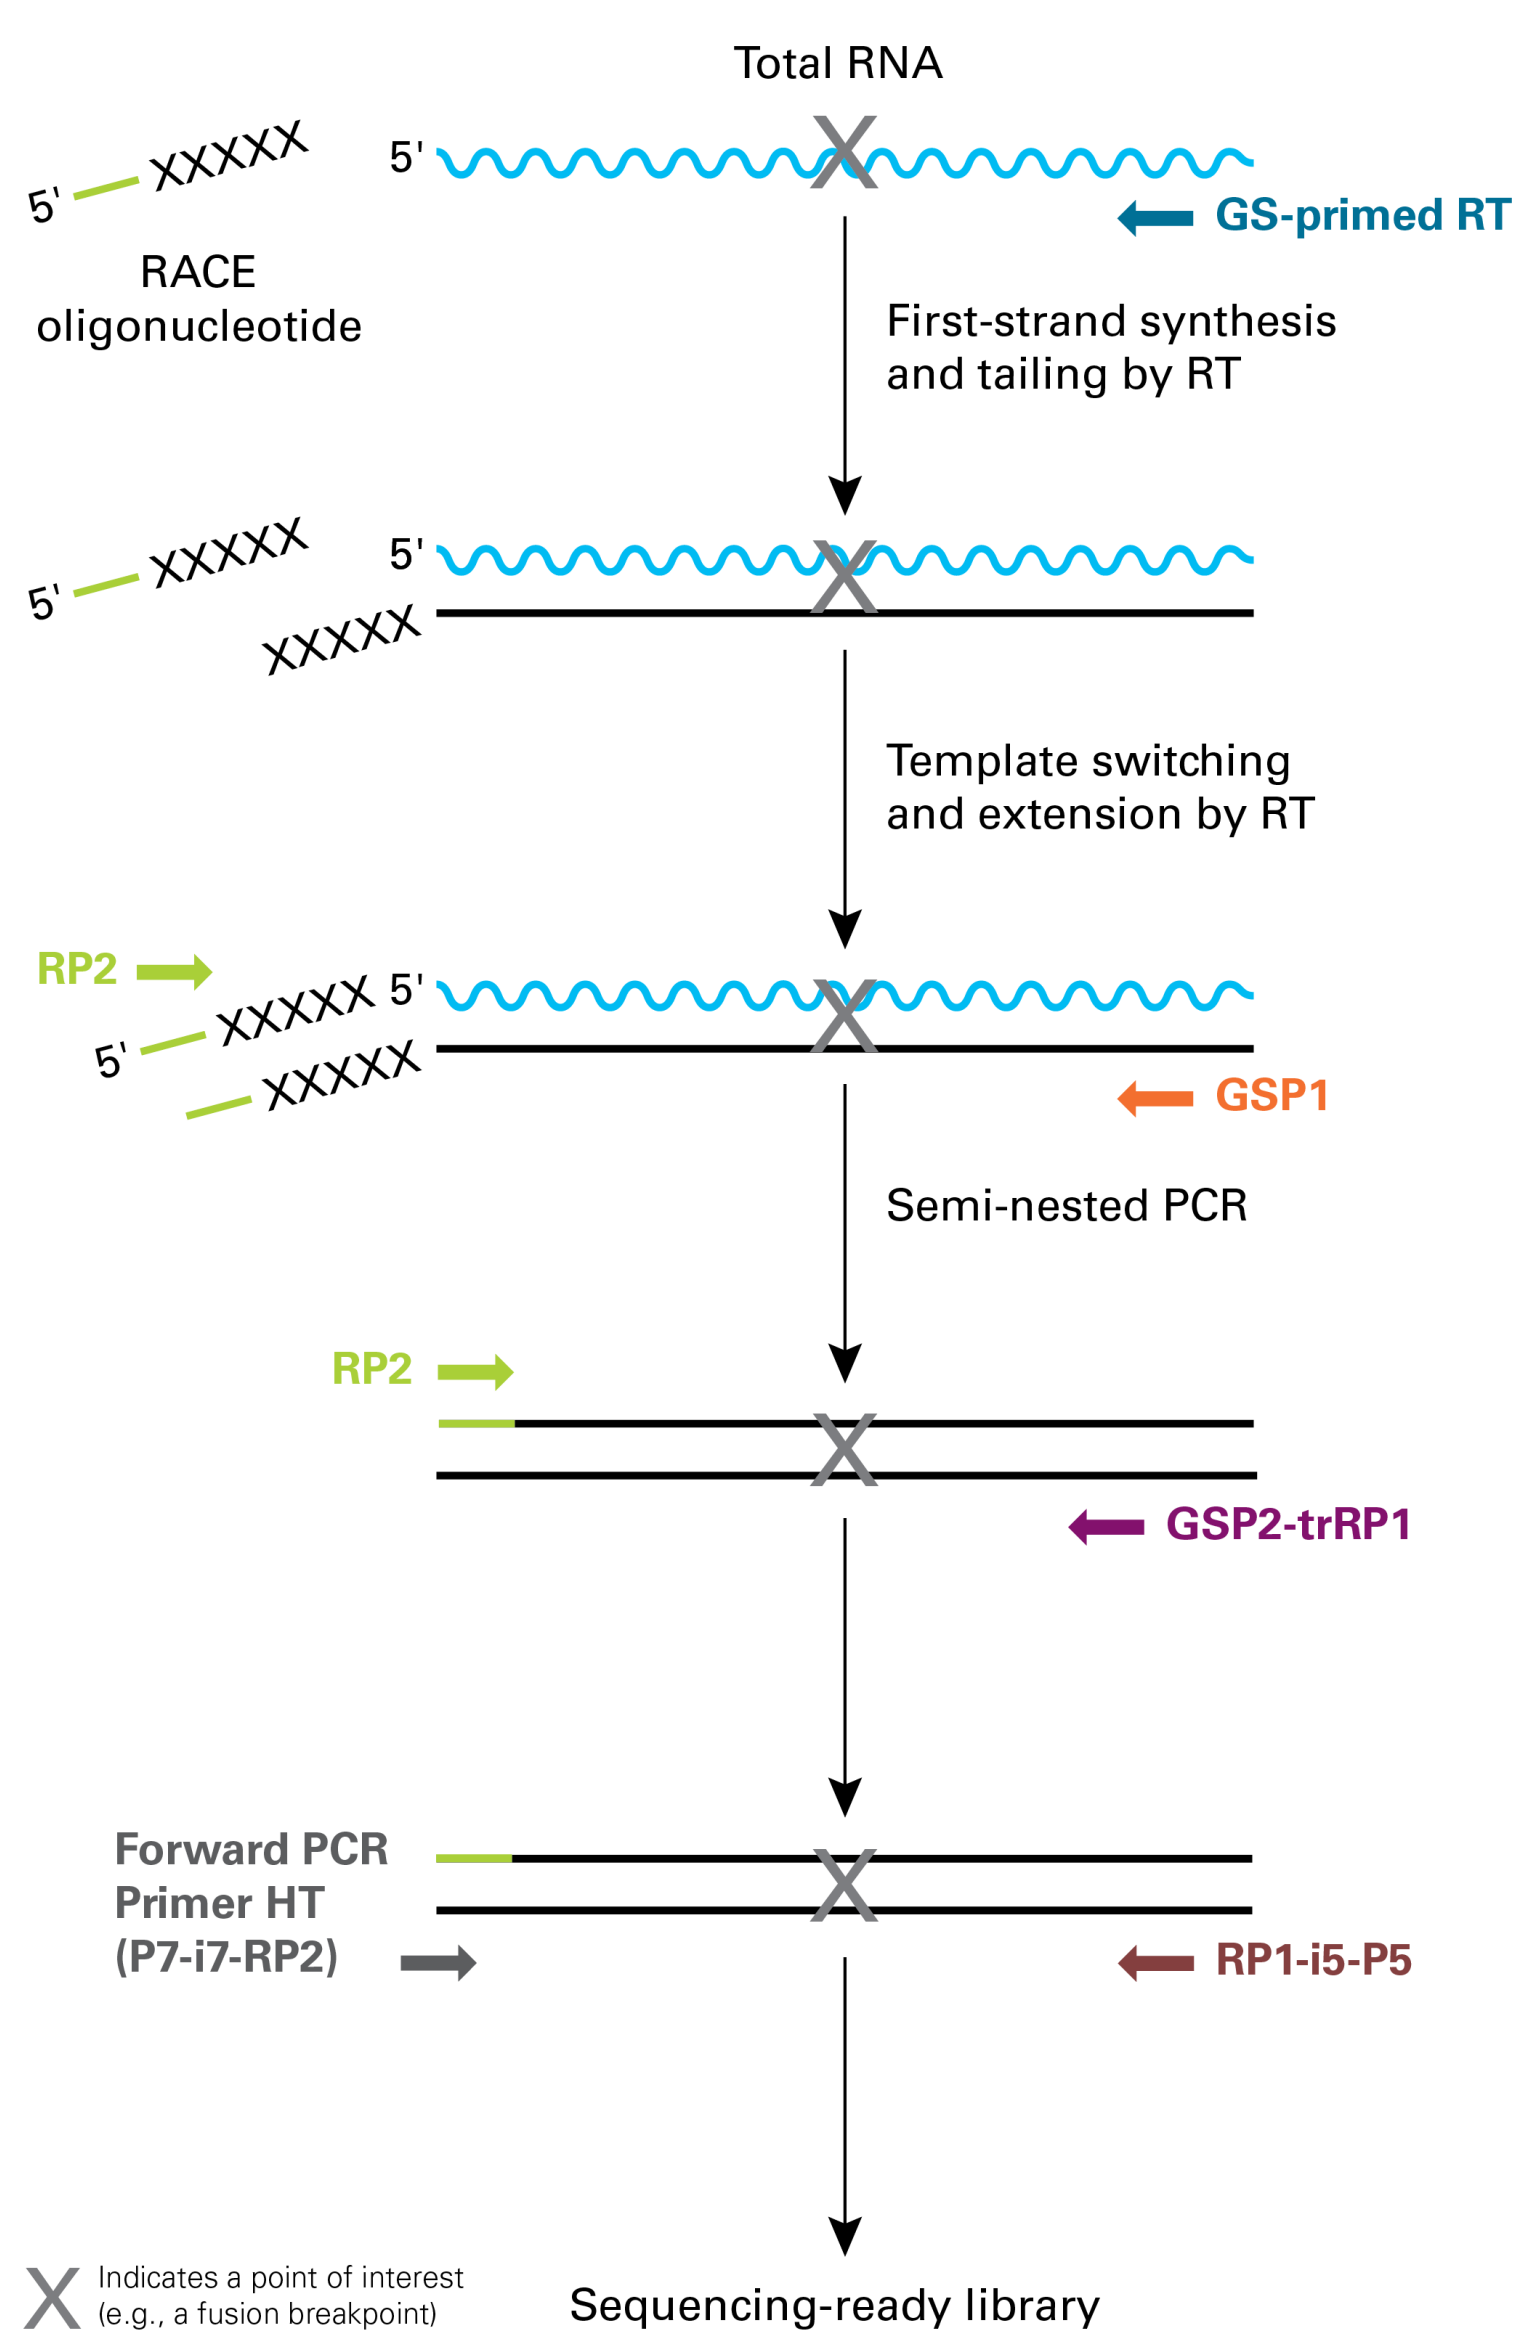 Total RNA
XXXXX
5'
5'
GS-primed RT
RACE
oligonucleotide
First-strand synthesis
and tailing by RT
XXXXX
5'
5'
XXXXX
Template switching
and extension by RT
RP2
XXXXX
5'
5'
XXXXX
GSP1
Semi-nested PCR
RP2
GSP2-trRP1
Forward PCR
Primer HT
(P7-i7-RP2)
RP1-i5-P5
X Indicates a point of interest
(e.g., a fusion breakpoint)
Sequencing-ready library